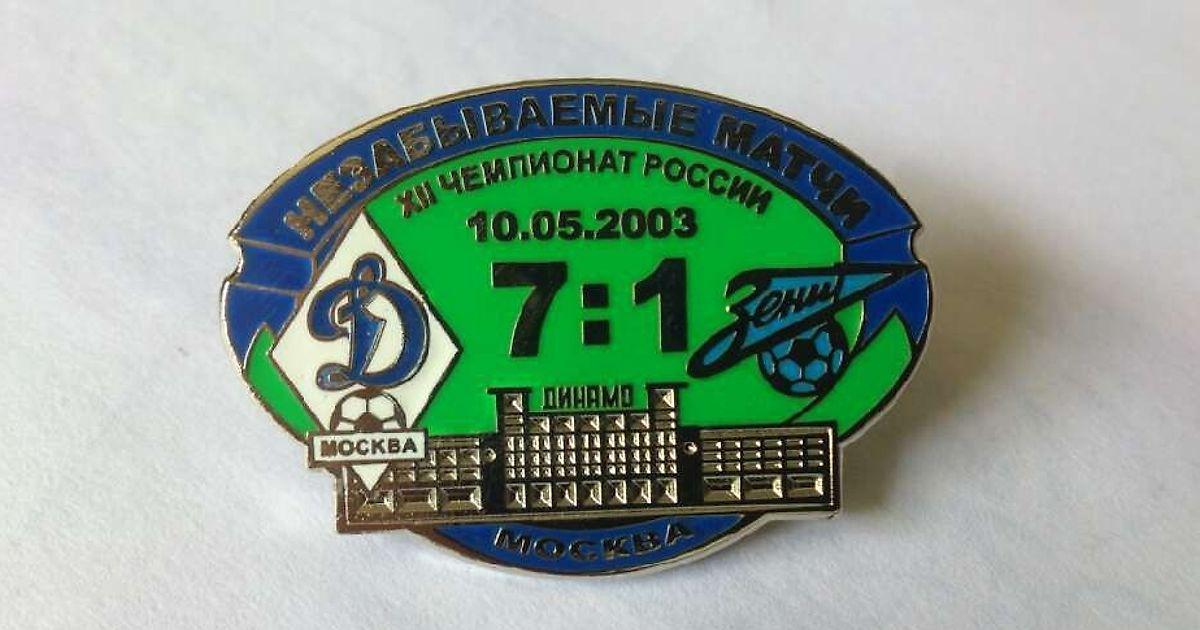 НЕЗАБЫВАЕМЫЕ МАТЧИ
XII ЧЕМПИОНАТ РОССИИ
10.05.2003
7:1
Д
Зенит
ДИНАМО
МОСКВА
МОСКВА